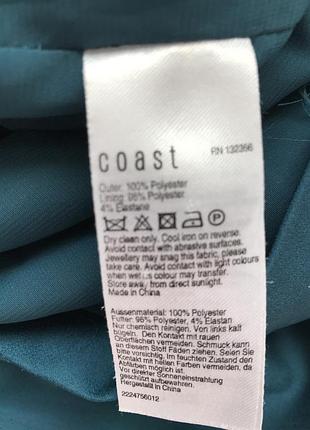 coast RN 132356
Outer: 100% Polyester
Lining: 96% Polyester
4% Elastane
Dry clean only. Cool iron on reverse.
Avoid contact with abrasive surfaces.
Jewellery may snag this fabric, please
take care. Avoid contact with light colours
when wet as colour may transfer.
Store away from direct sunlight.
Made in China
Aussenmaterial: 100% Polyester
Futter: 96% Polyester, 4% Elastan
Nur chemisch reinigen. Von links kalt
bügeln. Den Kontakt mit rauen
Oberflächen vermeiden. Schmuck kann
an diesem Stoff Fäden ziehen. Seien Sie
bitte vorsichtig. Im feuchten Zustand den
Kontakt mit hellen Farben vermeiden, da
Abfärben möglich ist.
Vor direkter Sonneneinstrahlung
geschützt aufbewahren.
Hergestellt in China
2224756012